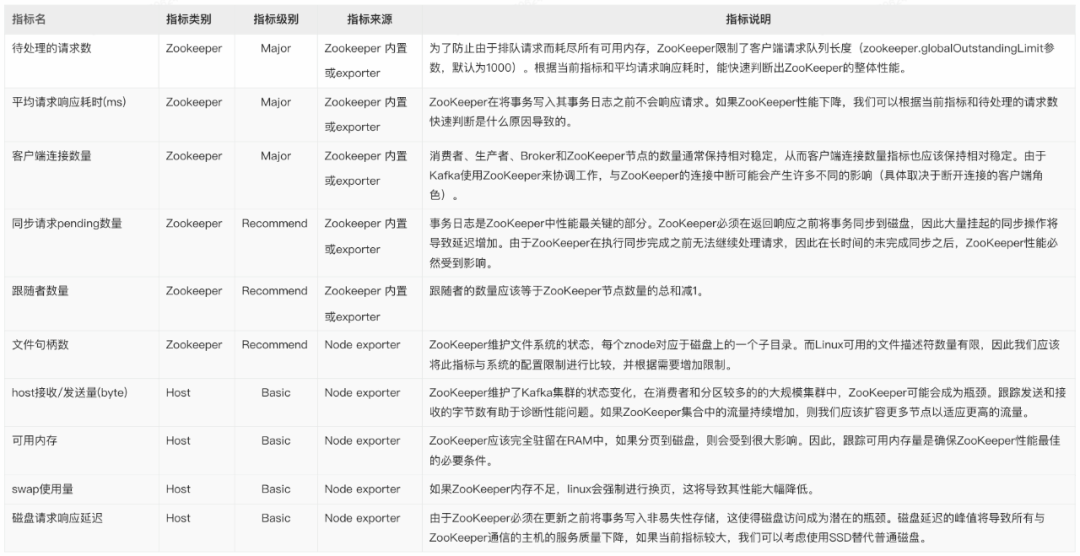 指标名 指标类别 指标级别 指标来源 指标说明
待处理的请求数 Zookeeper Major Zookeeper 内置或exporter
为了防止由于排队请求而耗尽所有可用内存，ZooKeeper限制了客户端请求队列长度（zookeeper.globalOutstandingLimit参
数，默认为1000）。根据当前指标和平均请求响应耗时，能快速判断出ZooKeeper的整体性能。
平均请求响应耗时(ms) Zookeeper Major Zookeeper 内置或exporter
ZooKeeper在将事务写入其事务日志之前不会响应请求。如果ZooKeeper性能下降，我们可以根据当前指标和待处理的请求数
快速判断是什么原因导致的。
客户端连接数量 Zookeeper Major Zookeeper 内置或exporter
消费者、生产者、Broker和ZooKeeper节点的数量通常保持相对稳定，从而客户端连接数量指标也应该保持相对稳定。由于
Kafka使用ZooKeeper来协调工作，与ZooKeeper的连接中断可能会产生许多不同的影响（具体取决于断开连接的客户端角
色）。
同步请求pending数量 Zookeeper Recommend Zookeeper 内置或exporter
事务日志是ZooKeeper中性能最关键的部分。ZooKeeper必须在返回响应之前将事务同步到磁盘，因此大量挂起的同步操作将
导致延迟增加。由于ZooKeeper在执行同步完成之前无法继续处理请求，因此在长时间的未完成同步之后，ZooKeeper性能必
然受到影响。
跟随者数量 Zookeeper Recommend Zookeeper 内置或exporter
跟随者的数量应该等于ZooKeeper节点数量的总和减1。
文件句柄数 Zookeeper Recommend Node exporter
ZooKeeper维护文件系统的状态，每个znode对应于磁盘上的一个子目录。而Linux可用的文件描述符数量有限，因此我们应该
将此指标与系统的配置限制进行比较，并根据需要增加限制。
host接收/发送量(byte) Host Basic Node exporter
ZooKeeper维护了Kafka集群的状态变化，在消费者和分区较多的的大规模集群中，ZooKeeper可能会成为瓶颈。跟踪发送和接
收的字节数有助于诊断性能问题。如果ZooKeeper集合中的流量持续增加，则我们应该扩容更多节点以适应更高的流量。
可用内存 Host Basic Node exporter
ZooKeeper应该完全驻留在RAM中，如果分页到磁盘，则会受到很大影响。因此，跟踪可用内存量是确保ZooKeeper性能最佳
的必要条件。
swap使用量 Host Basic Node exporter
如果ZooKeeper内存不足，linux会强制进行换页，这将导致其性能大幅降低。
磁盘请求响应延迟 Host Basic Node exporter
由于ZooKeeper必须在更新之前将事务写入非易失性存储，这使得磁盘访问成为潜在的瓶颈。磁盘延迟的峰值将导致所有与
ZooKeeper通信的主机的服务质量下降，如果当前指标较大，我们可以考虑使用SSD替代普通磁盘。